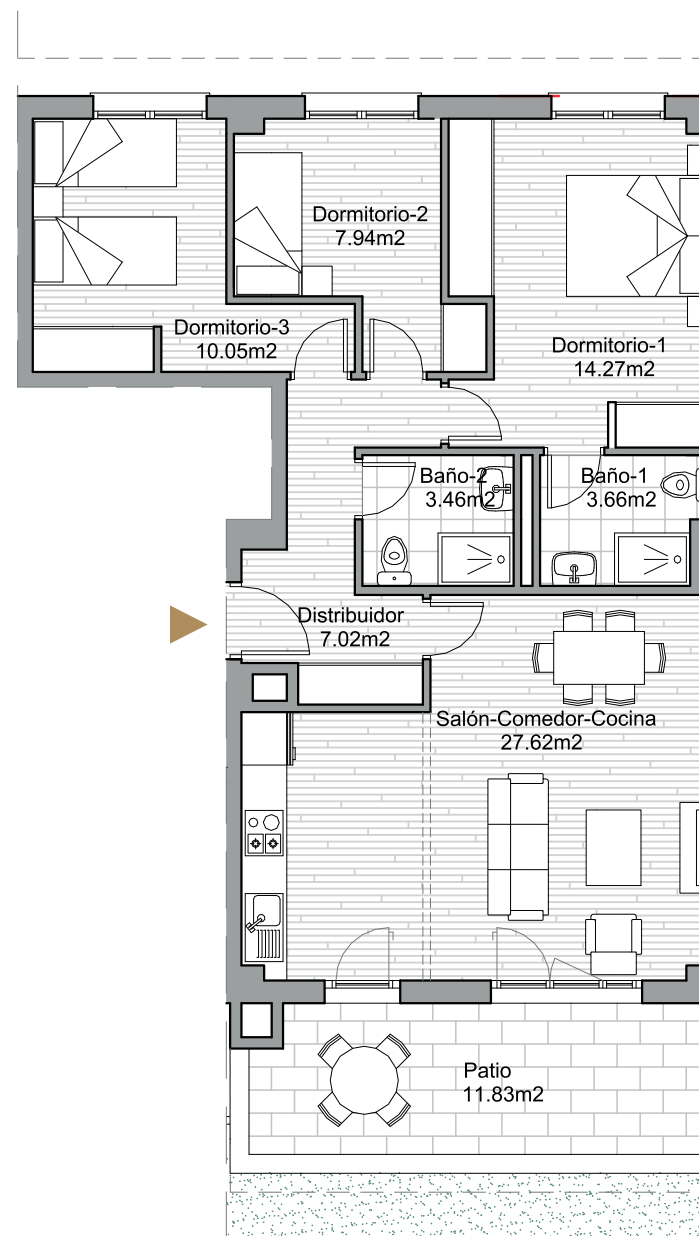 Dormitorio-2
7.94m2
Dormitorio-3
10.05m2
Dormitorio-1
14.27m2
Baño-2
3.46m2
Baño-1
3.66m2
Distribuidor
7.02m2
Salón-Comedor-Cocina
27.62m2
Patio
11.83m2